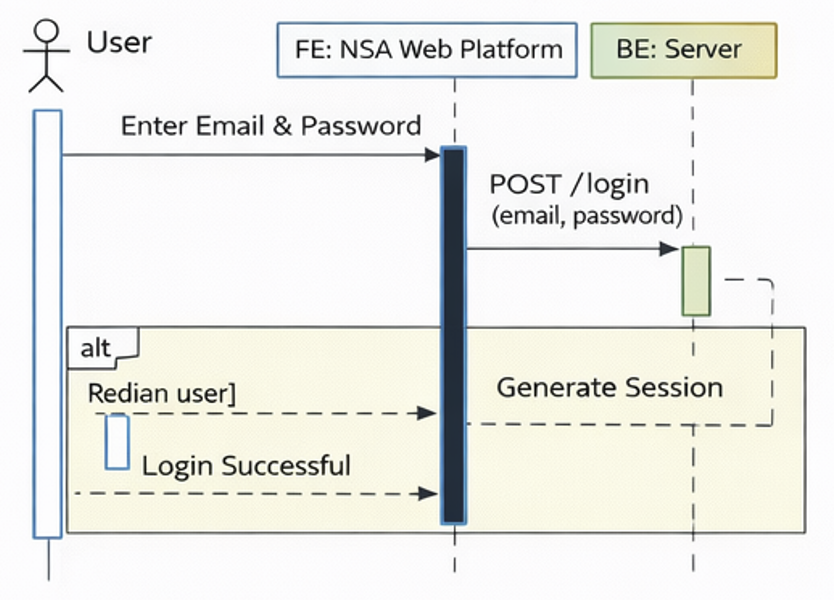 User
FE: NSA Web Platform
BE: Server
Enter Email & Password
POST /login
(email, password)
alt
Redian user]
Generate Session
Login Successful